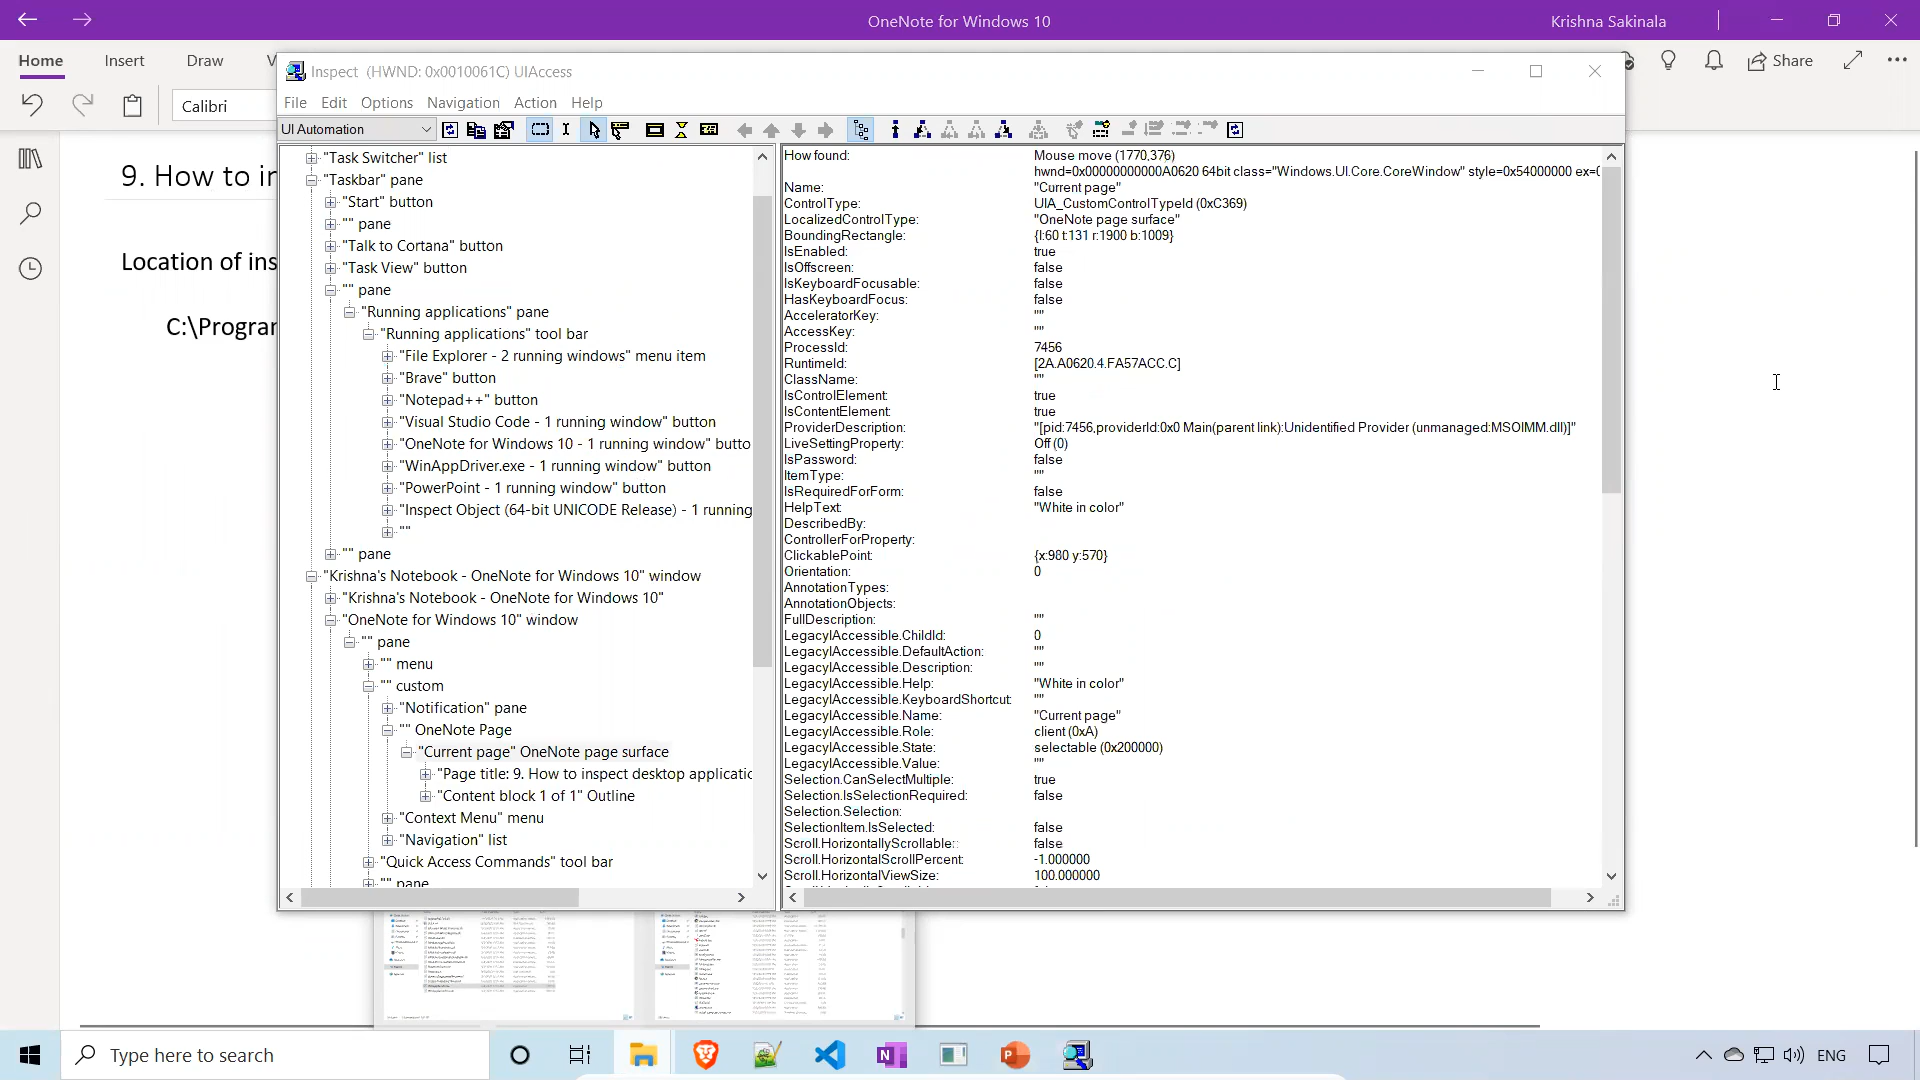 OneNote for Windows 10
Krishna Sakinala
Home
Insert
Draw
Share
Calibri
9. How to in
Location of ins
C:\Program
Inspect (HWND: 0x0010061C) UIAccess
File Edit Options Navigation Action Help
UI Automation
"Task Switcher" list
"Taskbar" pane
"Start" button
"" pane
"Talk to Cortana" button
"Task View" button
"" pane
"Running applications" pane
"Running applications" tool bar
"File Explorer - 2 running windows" menu item
"Brave" button
"Notepad++" button
"Visual Studio Code - 1 running window" button
"OneNote for Windows 10 - 1 running window" butto
"WinAppDriver.exe - 1 running window" button
"PowerPoint - 1 running window" button
"Inspect Object (64-bit UNICODE Release) - 1 running
""
"" pane
"Krishna's Notebook - OneNote for Windows 10" window
"Krishna's Notebook - OneNote for Windows 10"
"OneNote for Windows 10" window
"" pane
"" menu
"" custom
"Notification" pane
"" OneNote Page
"Current page" OneNote page surface
"Page title: 9. How to inspect desktop applicatic
"Content block 1 of 1" Outline
"Context Menu" menu
"Navigation" list
"Quick Access Commands" tool bar
"" pane
How found: Mouse move (1770,376)
hwnd=0x00000000000A0620 64bit class="Windows.UI.Core.CoreWindow" style=0x54000000 ex=0
Name: "Current page"
ControlType: UIA_CustomControlTypeId (0xC369)
LocalizedControlType: "OneNote page surface"
BoundingRectangle: {l:60 t:131 r:1900 b:1009}
IsEnabled: true
IsOffscreen: false
IsKeyboardFocusable: false
HasKeyboardFocus: false
AcceleratorKey: ""
AccessKey: ""
ProcessId: 7456
RuntimeId: [2A.A0620.4.FA57ACC.C]
ClassName: ""
IsControlElement: true
IsContentElement: true
ProviderDescription: "[pid:7456,providerId:0x0 Main(parent link):Unidentified Provider (unmanaged:MSOIMM.dll)]"
LiveSettingProperty: Off (0)
IsPassword: false
ItemType: ""
IsRequiredForForm: false
HelpText: "White in color"
DescribedBy:
ControllerForProperty:
ClickablePoint: {x:980 y:570}
Orientation: 0
AnnotationTypes:
AnnotationObjects:
FullDescription: ""
LegacyIAccessible.ChildId: 0
LegacyIAccessible.DefaultAction: ""
LegacyIAccessible.Description: ""
LegacyIAccessible.Help: "White in color"
LegacyIAccessible.KeyboardShortcut: ""
LegacyIAccessible.Name: "Current page"
LegacyIAccessible.Role: client (0xA)
LegacyIAccessible.State: selectable (0x200000)
LegacyIAccessible.Value: ""
Selection.CanSelectMultiple: true
Selection.IsSelectionRequired: false
Selection.Selection:
SelectionItem.IsSelected: false
Scroll.HorizontallyScrollable: false
Scroll.HorizontalScrollPercent: -1.000000
Scroll.HorizontalViewSize: 100.000000
Type here to search
ENG